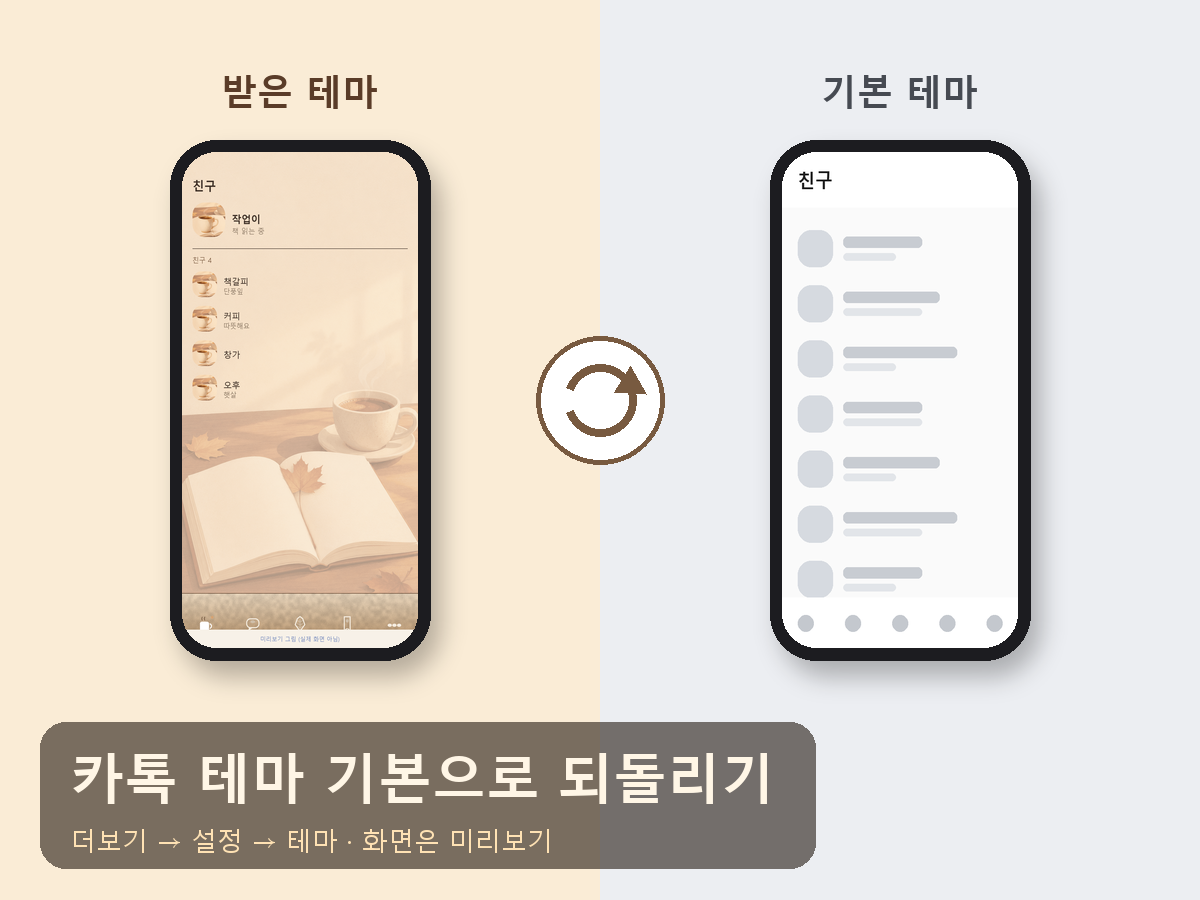 받은 테마
기본 테마
친구
작업이
책 읽는 중
친구 4
책갈피
단풍잎
커피
따뜻해요
창가
오후
햇살
미리보기 그림 (실제 화면 아님)
친구
카톡 테마 기본으로 되돌리기
더보기 → 설정 → 테마 · 화면은 미리보기